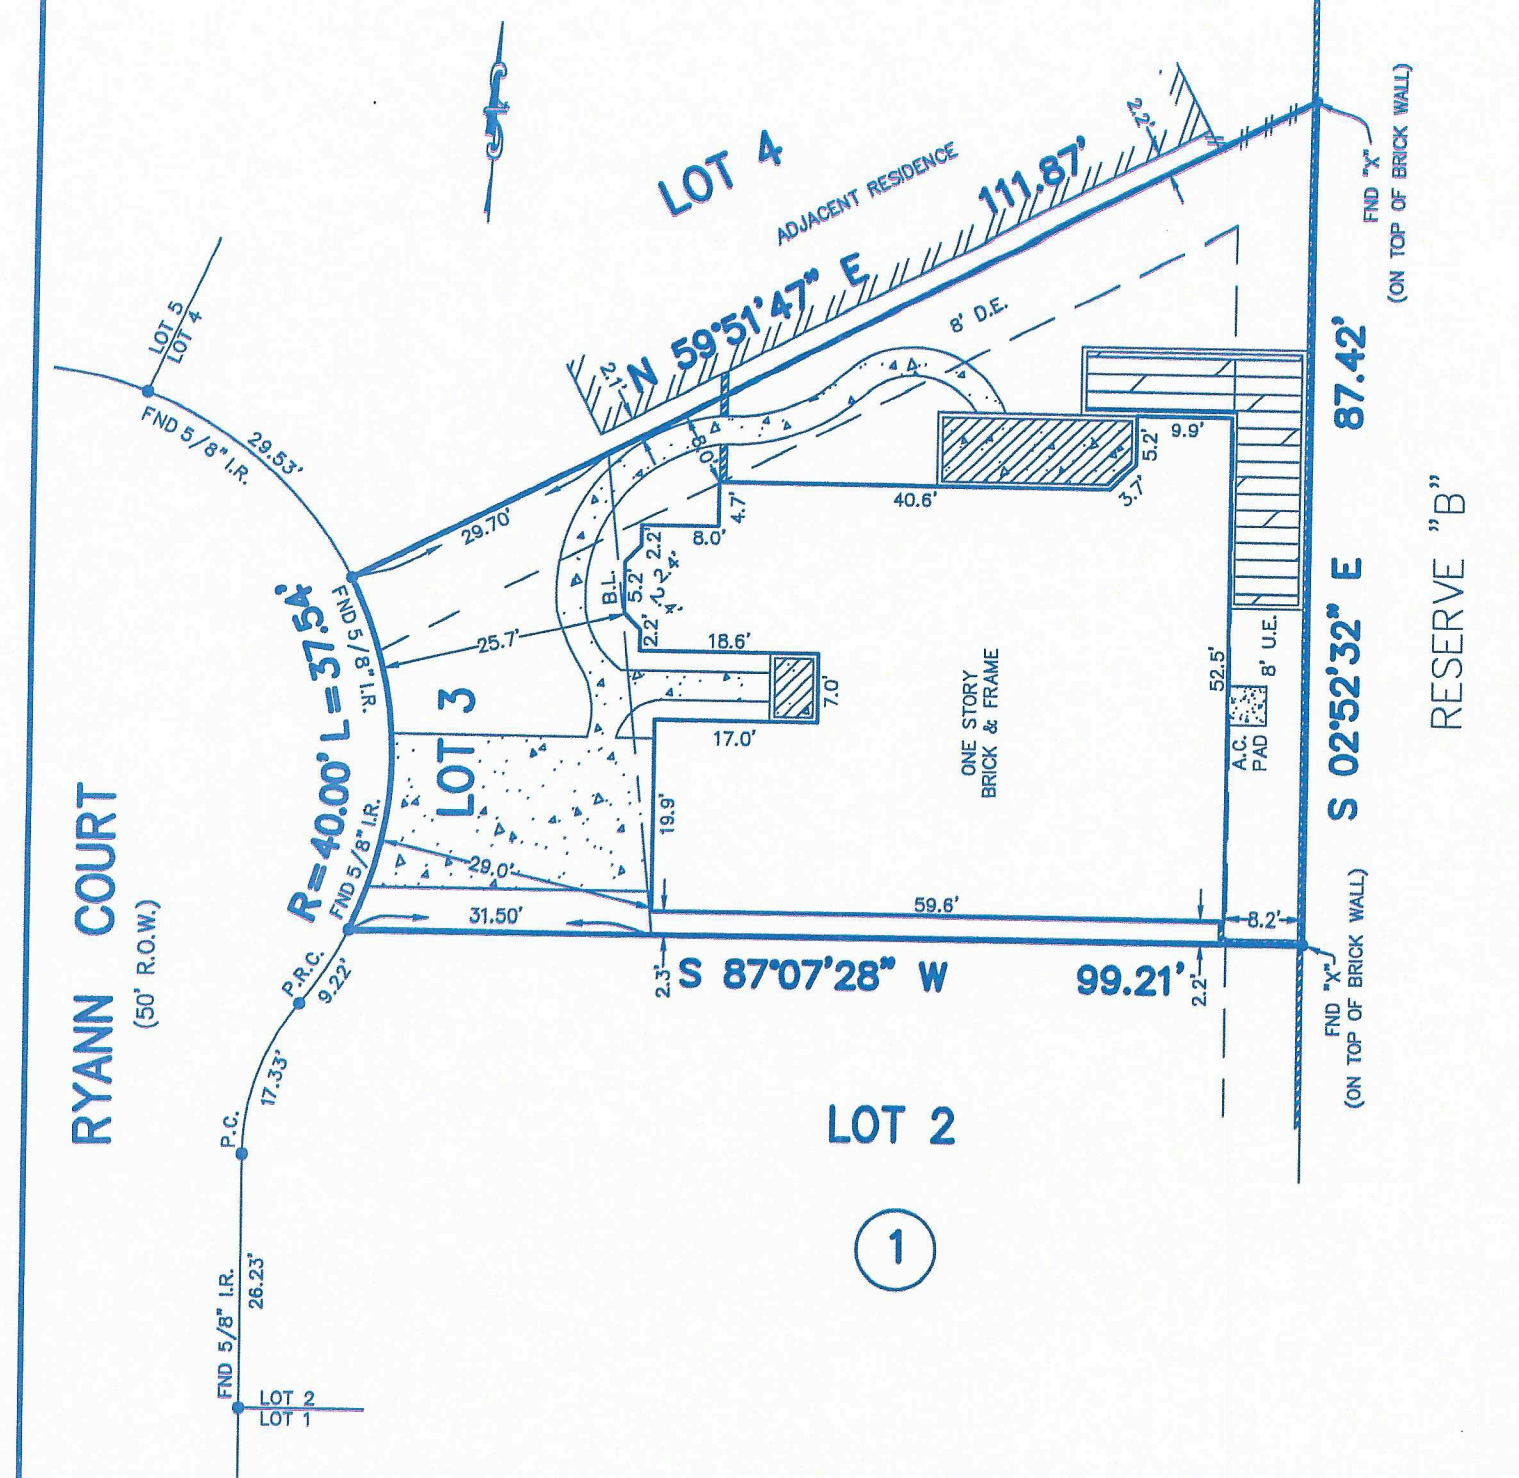 LOT 4
ADJACENT RESIDENCE
111.87'
N 59°51'47" E
2.2'
2.1'
FND "X"
(ON TOP OF BRICK WALL)
LOT 5
LOT 4
FND 5/8" I.R.
29.53'
29.70'
8' D.E.
8.0'
4.7'
8.0'
2.2'
5.2'
2.2'
B.L.
40.6'
3.7'
5.2'
9.9'
87.42'
S 02°52'32" E
RESERVE "B"
R=40.00' L=37.54'
FND 5/8" I.R.
FND 5/8" I.R.
25.7'
LOT 3
18.6'
7.0'
17.0'
19.9'
ONE STORY
BRICK & FRAME
52.5'
8' U.E.
A.C.
PAD
29.0'
31.50'
59.6'
8.2'
RYANN COURT
(50' R.O.W.)
P.R.C.
9.22'
2.3'
S 87°07'28" W
99.21'
2.2'
FND "X"
(ON TOP OF BRICK WALL)
17.33'
P.C.
LOT 2
1
FND 5/8" I.R.
26.23'
LOT 2
LOT 1